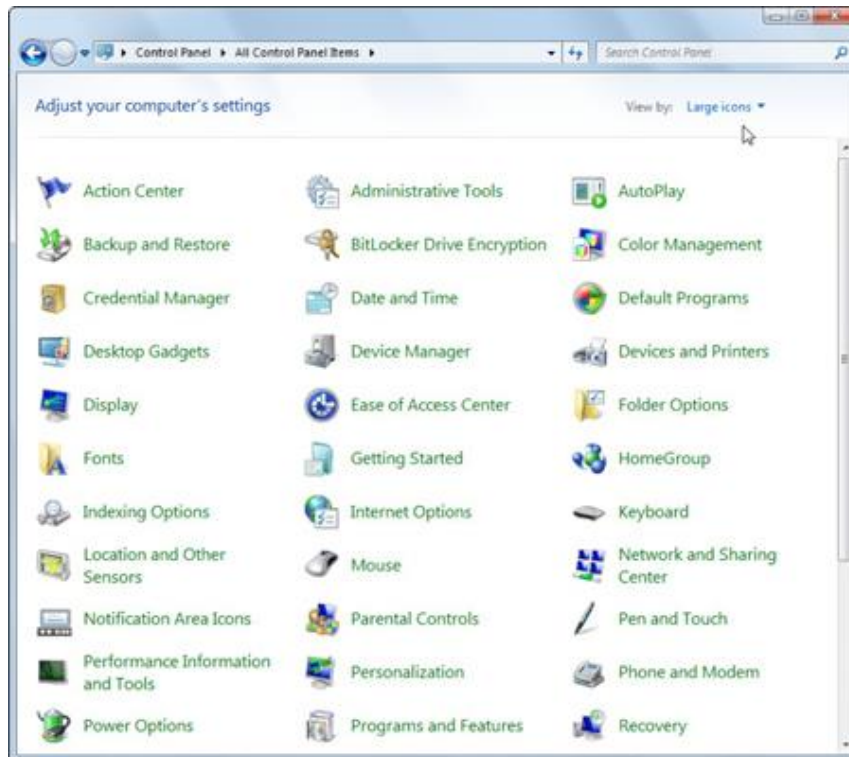 Control Panel ▸ All Control Panel Items ▸ Search Control Panel
Adjust your computer's settings View by: Large icons
Action Center Administrative Tools AutoPlay
Backup and Restore BitLocker Drive Encryption Color Management
Credential Manager Date and Time Default Programs
Desktop Gadgets Device Manager Devices and Printers
Display Ease of Access Center Folder Options
Fonts Getting Started HomeGroup
Indexing Options Internet Options Keyboard
Location and Other
Sensors
Mouse
Network and Sharing
Center
Notification Area Icons Parental Controls Pen and Touch
Performance Information
and Tools
Personalization Phone and Modem
Power Options Programs and Features Recovery